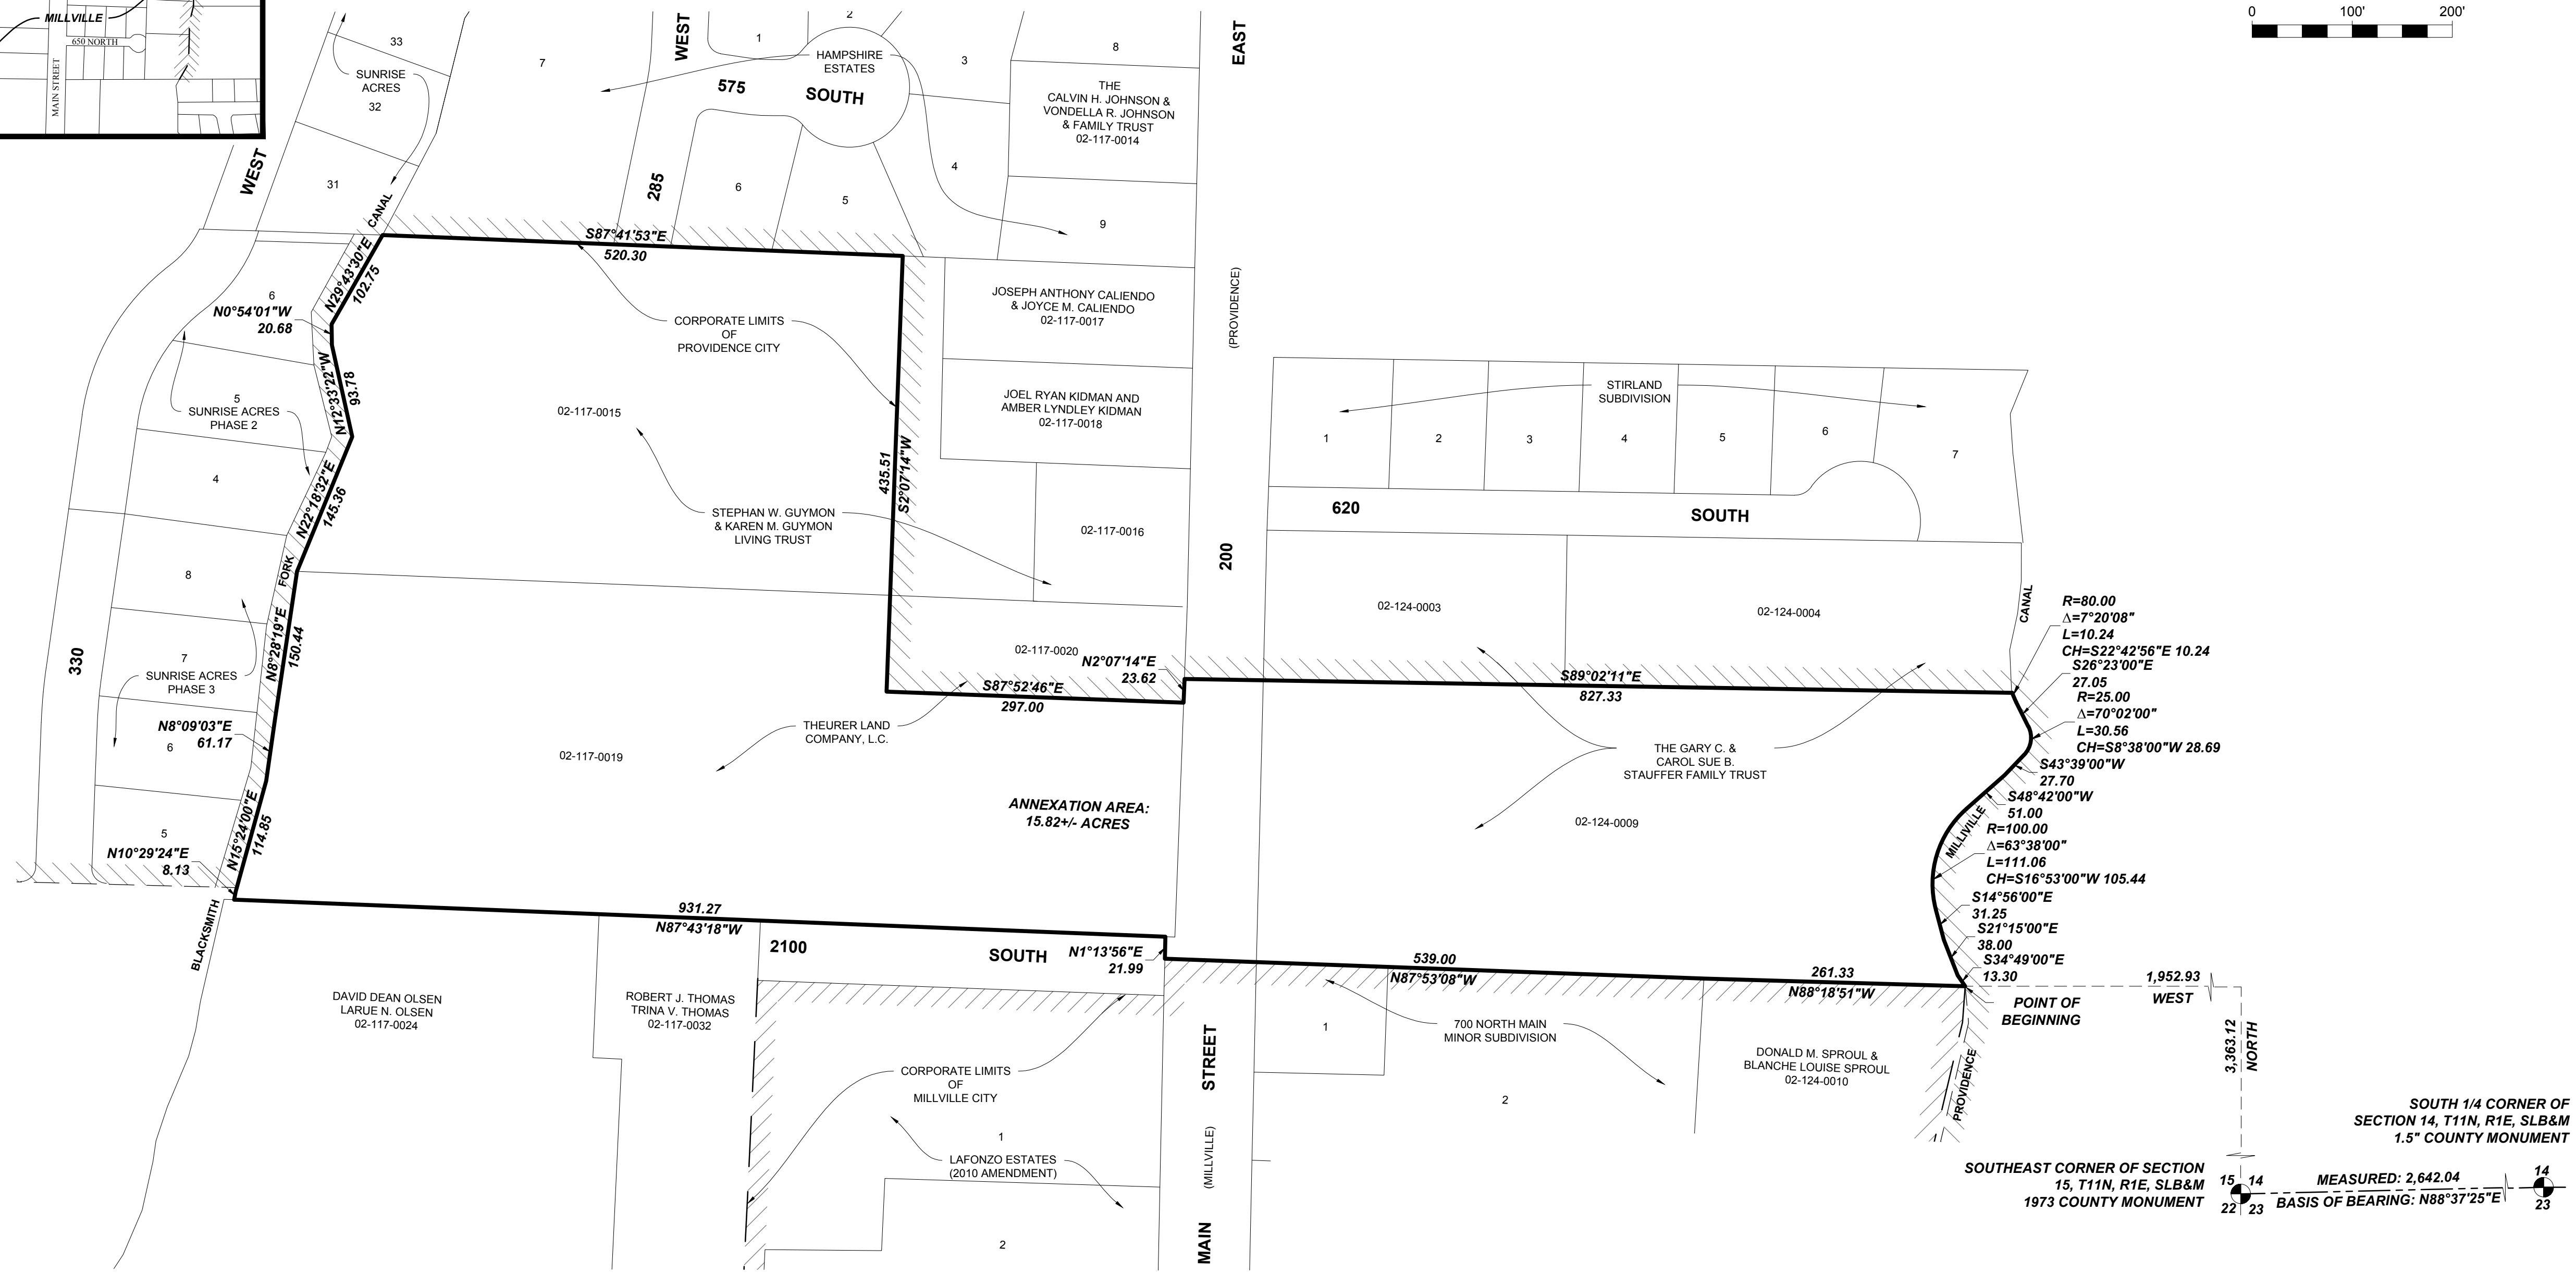 MILLVILLE
650 NORTH
MAIN STREET
0 100' 200'
33
SUNRISE
ACRES
32
31
WEST
CANAL
7
WEST
575 SOUTH
285
1
2
HAMPSHIRE
ESTATES
3
4
5
6
8
THE
CALVIN H. JOHNSON &
VONDELLA R. JOHNSON
& FAMILY TRUST
02-117-0014
9
EAST
(PROVIDENCE)
200
S87°41'53"E
520.30
N29°43'30"E
102.75
6
N0°54'01"W
20.68
N12°33'22"W
93.78
5
SUNRISE ACRES
PHASE 2
4
N22°18'32"E
145.36
FORK
8
N8°28'19"E
150.44
330
7
SUNRISE ACRES
PHASE 3
N8°09'03"E
61.17
6
N15°24'00"E
114.85
5
N10°29'24"E
8.13
BLACKSMITH
CORPORATE LIMITS
OF
PROVIDENCE CITY
02-117-0015
435.51
S2°07'14"W
STEPHAN W. GUYMON
& KAREN M. GUYMON
LIVING TRUST
JOSEPH ANTHONY CALIENDO
& JOYCE M. CALIENDO
02-117-0017
JOEL RYAN KIDMAN AND
AMBER LYNDLEY KIDMAN
02-117-0018
02-117-0016
02-117-0020
N2°07'14"E
23.62
S87°52'46"E
297.00
THEURER LAND
COMPANY, L.C.
02-117-0019
ANNEXATION AREA:
15.82+/- ACRES
STIRLAND
SUBDIVISION
1
2
3
4
5
6
7
620 SOUTH
02-124-0003
02-124-0004
CANAL
S89°02'11"E
827.33
THE GARY C. &
CAROL SUE B.
STAUFFER FAMILY TRUST
02-124-0009
R=80.00
Δ=7°20'08"
L=10.24
CH=S22°42'56"E 10.24
S26°23'00"E
27.05
R=25.00
Δ=70°02'00"
L=30.56
CH=S8°38'00"W 28.69
S43°39'00"W
27.70
S48°42'00"W
51.00
MILLIVILLE
R=100.00
Δ=63°38'00"
L=111.06
CH=S16°53'00"W 105.44
S14°56'00"E
31.25
S21°15'00"E
38.00
S34°49'00"E
13.30
931.27
N87°43'18"W
2100 SOUTH
N1°13'56"E
21.99
539.00
N87°53'08"W
261.33
N88°18'51"W
POINT OF
BEGINNING
1,952.93
WEST
3,363.12
NORTH
DAVID DEAN OLSEN
LARUE N. OLSEN
02-117-0024
ROBERT J. THOMAS
TRINA V. THOMAS
02-117-0032
CORPORATE LIMITS
OF
MILLVILLE CITY
1
LAFONZO ESTATES
(2010 AMENDMENT)
2
MAIN STREET
(MILLVILLE)
1
700 NORTH MAIN
MINOR SUBDIVISION
2
DONALD M. SPROUL &
BLANCHE LOUISE SPROUL
02-124-0010
PROVIDENCE
SOUTH 1/4 CORNER OF
SECTION 14, T11N, R1E, SLB&M
1.5" COUNTY MONUMENT
SOUTHEAST CORNER OF SECTION
15, T11N, R1E, SLB&M
1973 COUNTY MONUMENT
15 14
22 23
MEASURED: 2,642.04
BASIS OF BEARING: N88°37'25"E
14
23